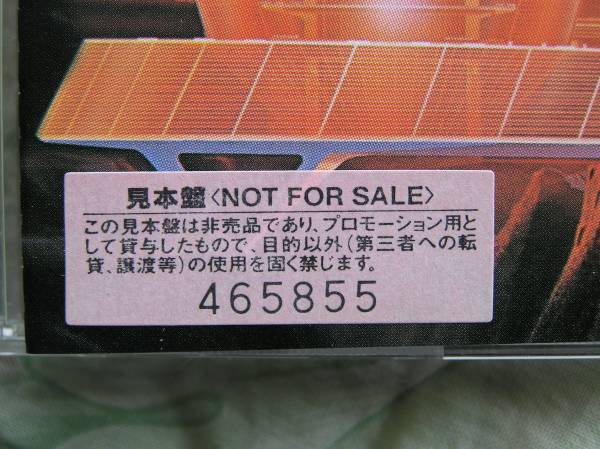 見本盤〈NOT FOR SALE〉
この見本盤は非売品であり、プロモーション用と
して貸与したもので、目的以外(第三者への転
貸、譲渡等)の使用を固く禁じます。
465855